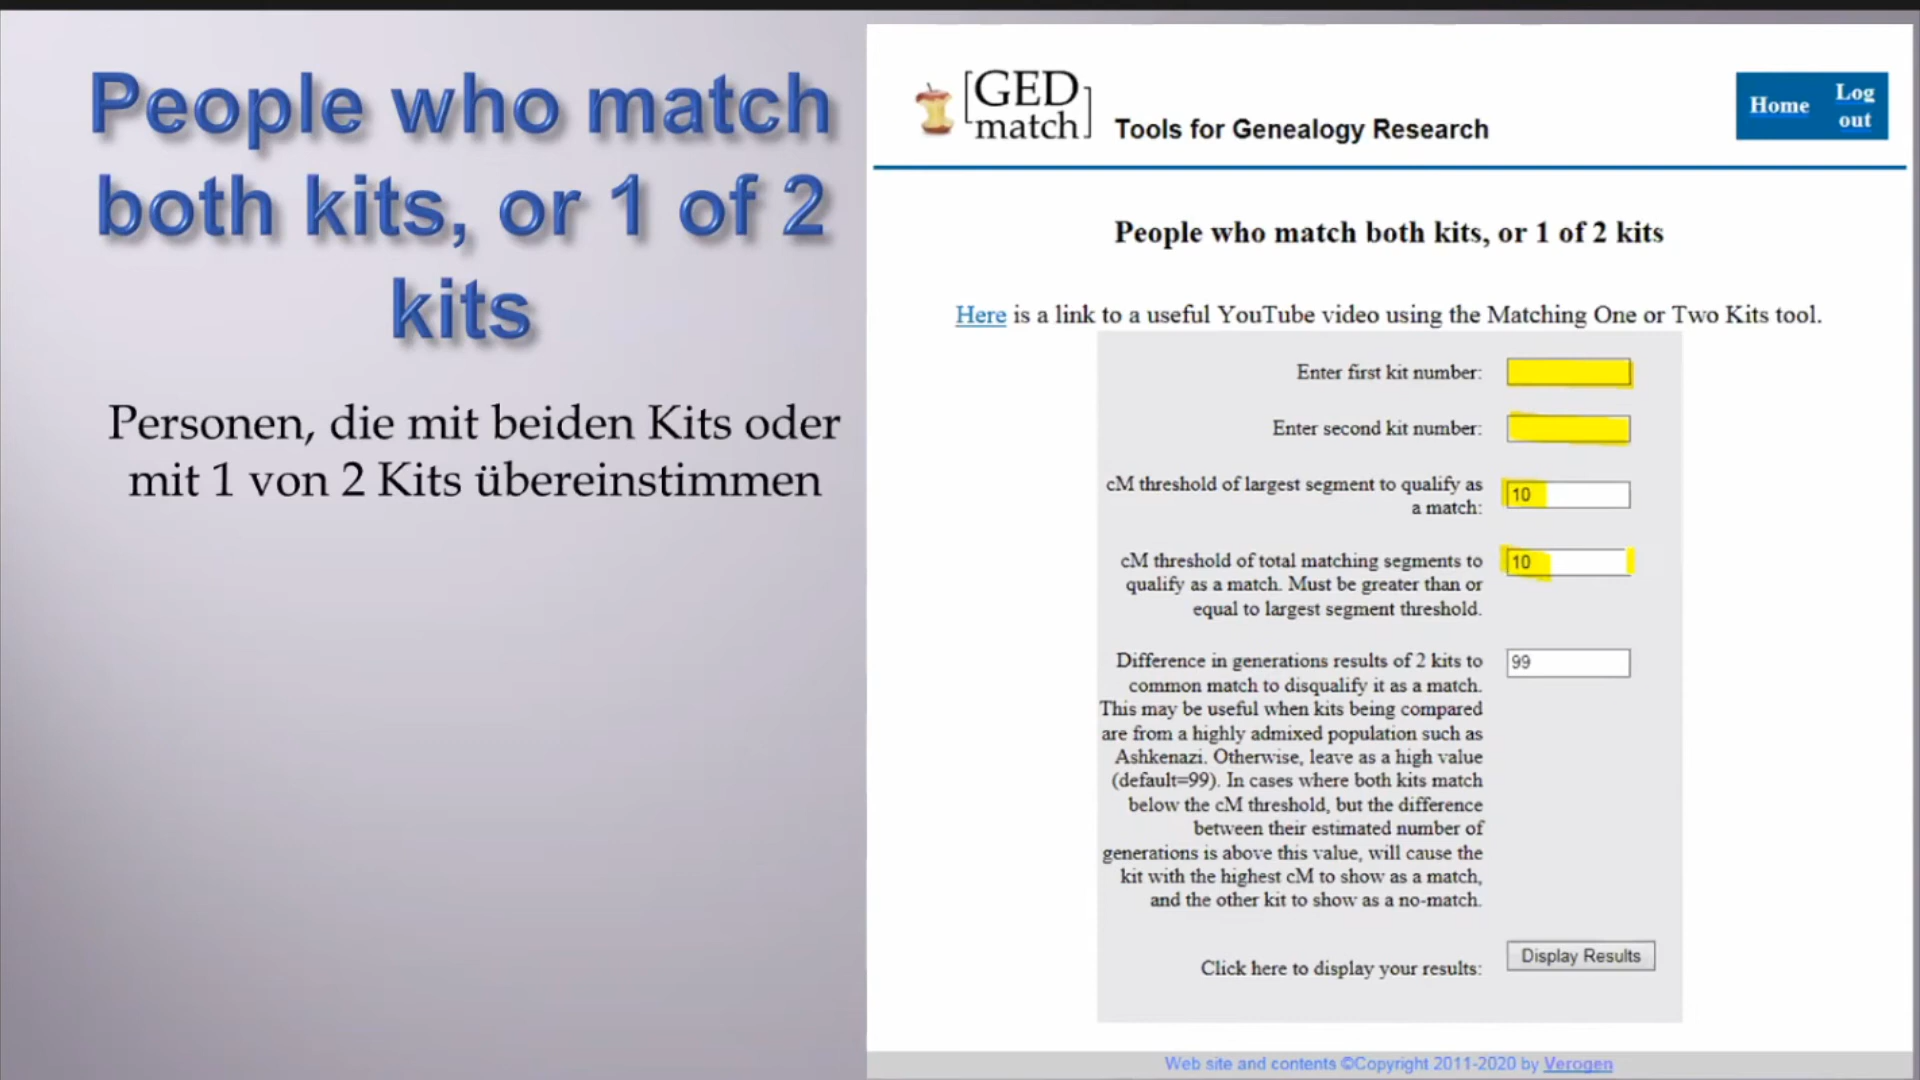 People who match
both kits, or 1 of 2
kits
Personen, die mit beiden Kits oder
mit 1 von 2 Kits übereinstimmen
[GED
match]
Tools for Genealogy Research
Home
Log
out
People who match both kits, or 1 of 2 kits
Here is a link to a useful YouTube video using the Matching One or Two Kits tool.
Enter first kit number:
Enter second kit number:
cM threshold of largest segment to qualify as
a match:
10
cM threshold of total matching segments to
qualify as a match. Must be greater than or
equal to largest segment threshold.
10
Difference in generations results of 2 kits to
common match to disqualify it as a match.
This may be useful when kits being compared
are from a highly admixed population such as
Ashkenazi. Otherwise, leave as a high value
(default=99). In cases where both kits match
below the cM threshold, but the difference
between their estimated number of
generations is above this value, will cause the
kit with the highest cM to show as a match,
and the other kit to show as a no-match.
99
Click here to display your results:
Display Results
Web site and contents ©Copyright 2011-2020 by Verogen